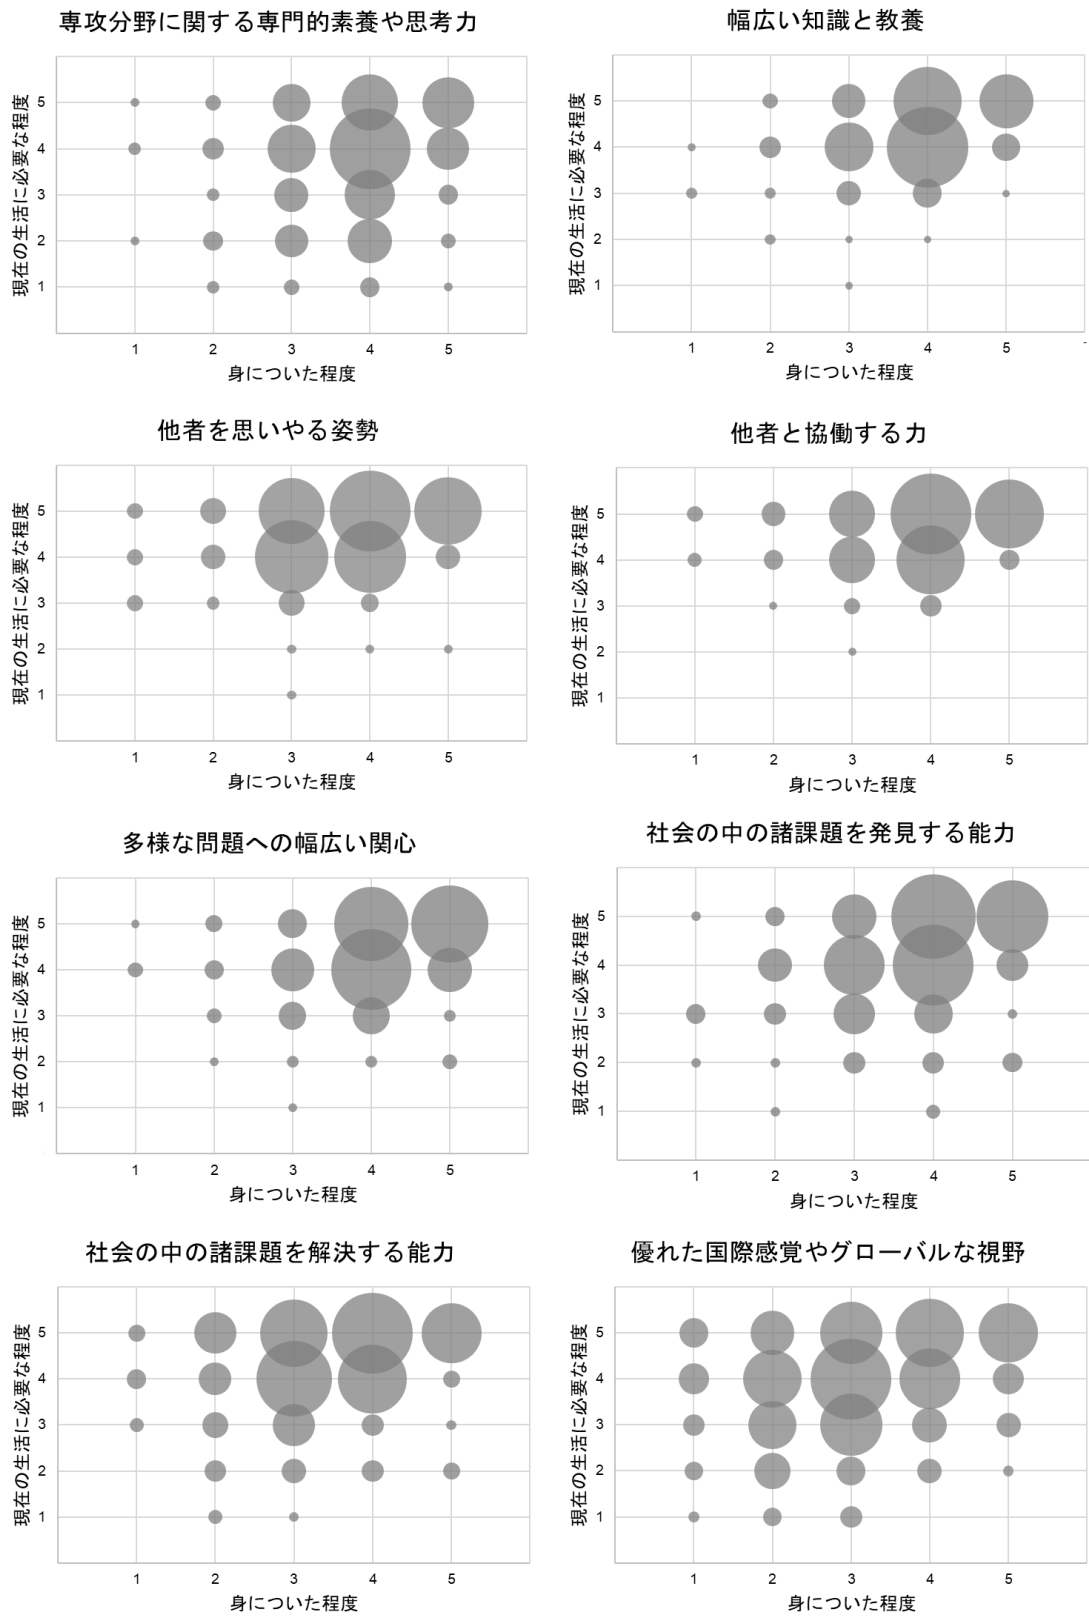 専攻分野に関する専門的素養や思考力
現在の生活に必要な程度
5
4
3
2
1
1 2 3 4 5
身についた程度
幅広い知識と教養
現在の生活に必要な程度
5
4
3
2
1
1 2 3 4 5
身についた程度
他者を思いやる姿勢
現在の生活に必要な程度
5
4
3
2
1
1 2 3 4 5
身についた程度
他者と協働する力
現在の生活に必要な程度
5
4
3
2
1
1 2 3 4 5
身についた程度
多様な問題への幅広い関心
現在の生活に必要な程度
5
4
3
2
1
1 2 3 4 5
身についた程度
社会の中の諸課題を発見する能力
現在の生活に必要な程度
5
4
3
2
1
1 2 3 4 5
身についた程度
社会の中の諸課題を解決する能力
現在の生活に必要な程度
5
4
3
2
1
1 2 3 4 5
身についた程度
優れた国際感覚やグローバルな視野
現在の生活に必要な程度
5
4
3
2
1
1 2 3 4 5
身についた程度